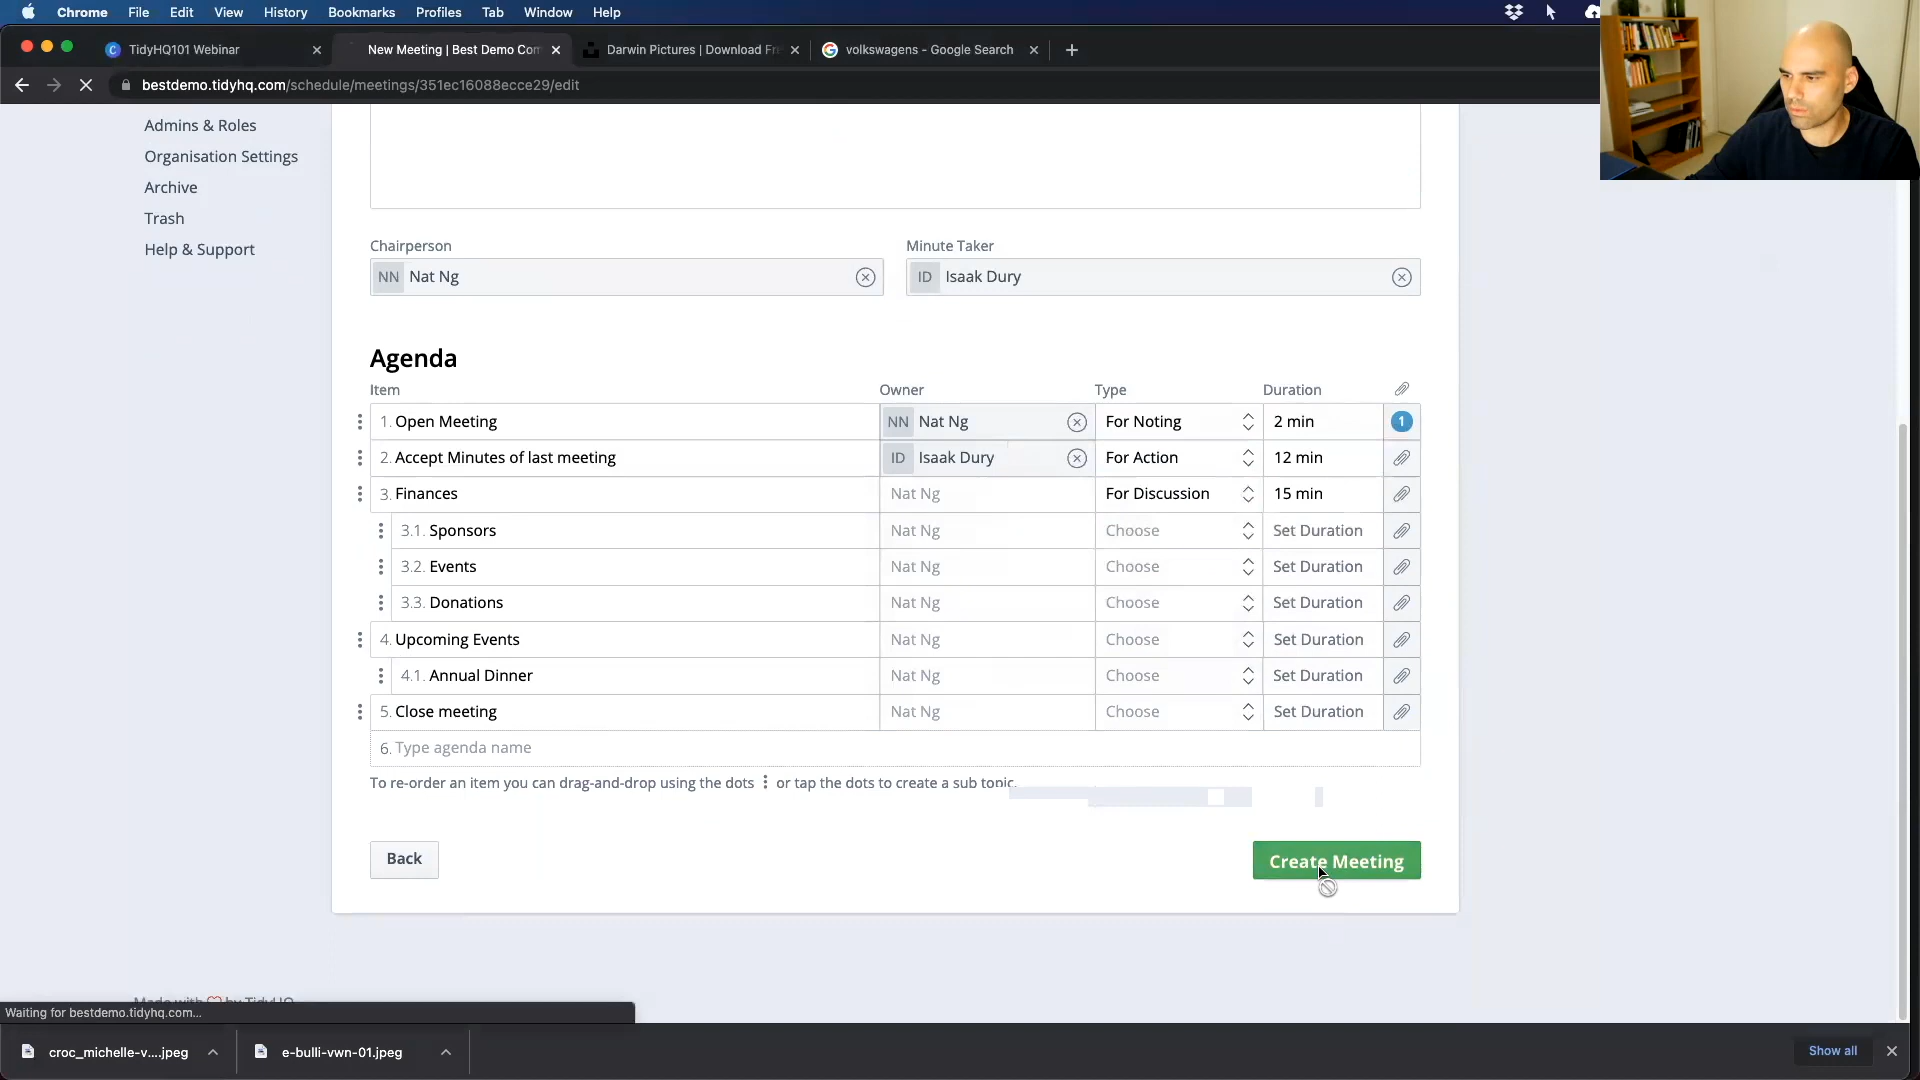 Chrome File Edit View History Bookmarks Profiles Tab Window Help
TidyHQ101 Webinar
New Meeting | Best Demo Com
Darwin Pictures | Download Fr
volkswagens - Google Search
bestdemo.tidyhq.com/schedule/meetings/351ec16088ecce29/edit
Admins & Roles
Organisation Settings
Archive
Trash
Help & Support
Chairperson
Minute Taker
NN Nat Ng
ID Isaak Dury
Agenda
Item Owner Type Duration
1. Open Meeting NN Nat Ng For Noting 2 min 1
2. Accept Minutes of last meeting ID Isaak Dury For Action 12 min
3. Finances Nat Ng For Discussion 15 min
3.1. Sponsors Nat Ng Choose Set Duration
3.2. Events Nat Ng Choose Set Duration
3.3. Donations Nat Ng Choose Set Duration
4. Upcoming Events Nat Ng Choose Set Duration
4.1. Annual Dinner Nat Ng Choose Set Duration
5. Close meeting Nat Ng Choose Set Duration
6. Type agenda name
To re-order an item you can drag-and-drop using the dots or tap the dots to create a sub topic.
Back
Create Meeting
Made with by TidyHQ
Waiting for bestdemo.tidyhq.com...
croc_michelle-v....jpeg
e-bulli-vwn-01.jpeg
Show all